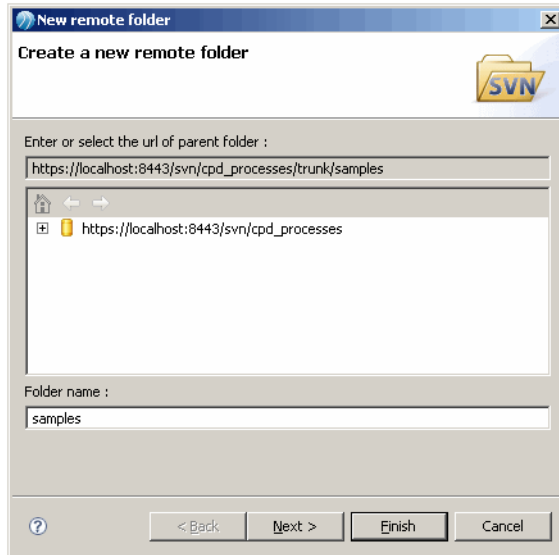 New remote folder
Create a new remote folder
SVN
Enter or select the url of parent folder :
https://localhost:8443/svn/cpd_processes/trunk/samples
https://localhost:8443/svn/cpd_processes
Folder name :
samples
< Back Next > Finish Cancel